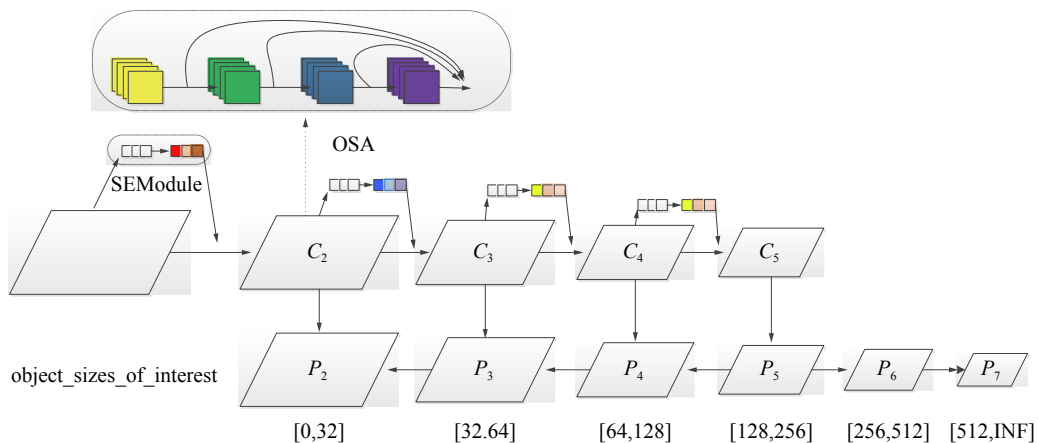 OSA
SEModule
C₂ C₃ C₄ C₅
object_sizes_of_interest P₂ P₃ P₄ P₅ P₆ P₇
[0,32] [32.64] [64,128] [128,256] [256,512] [512,INF]